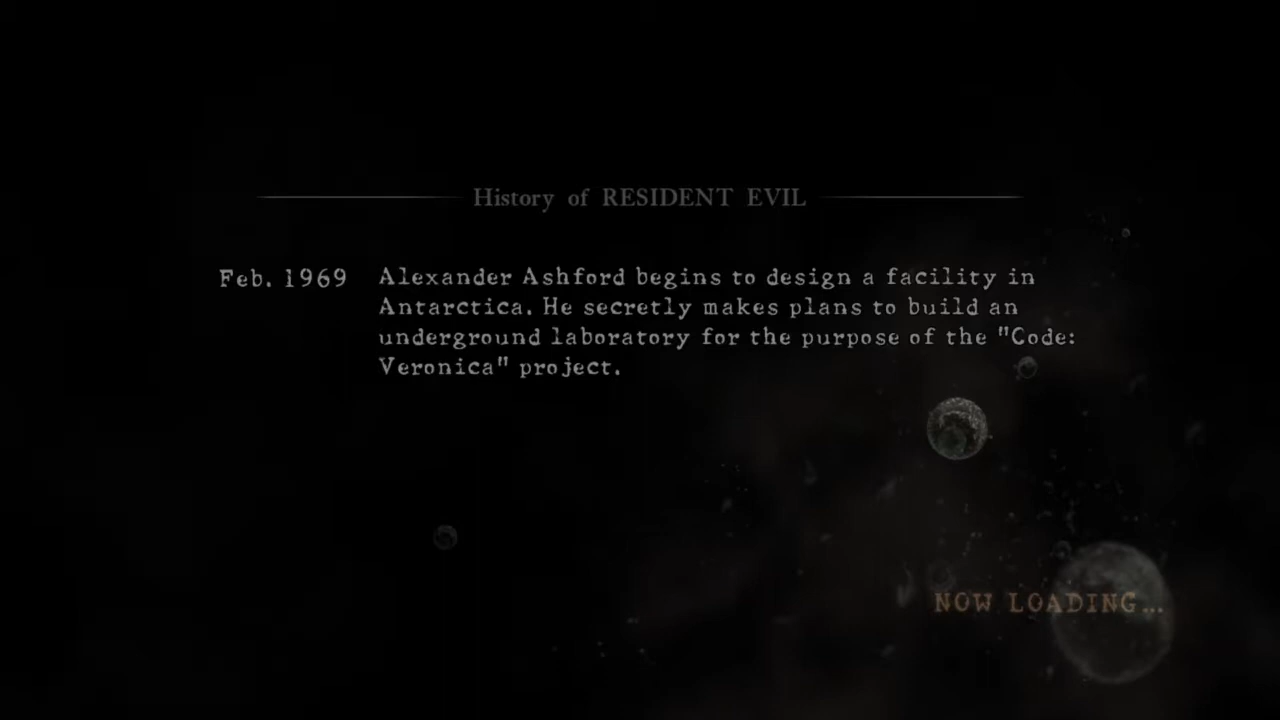 History of RESIDENT EVIL
Feb. 1969 Alexander Ashford begins to design a facility in
Antarctica. He secretly makes plans to build an
underground laboratory for the purpose of the "Code:
Veronica" project.
NOW LOADING...